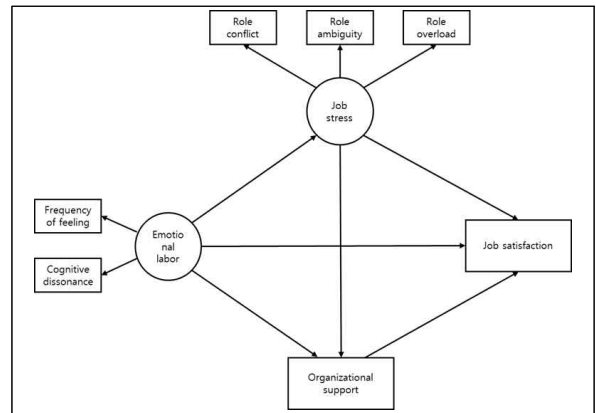 Role
conflict
Role
ambiguity
Role
overload
Job
stress
Frequency
of feeling
Emotio
nal
labor
Cognitive
dissonance
Job satisfaction
Organizational
support